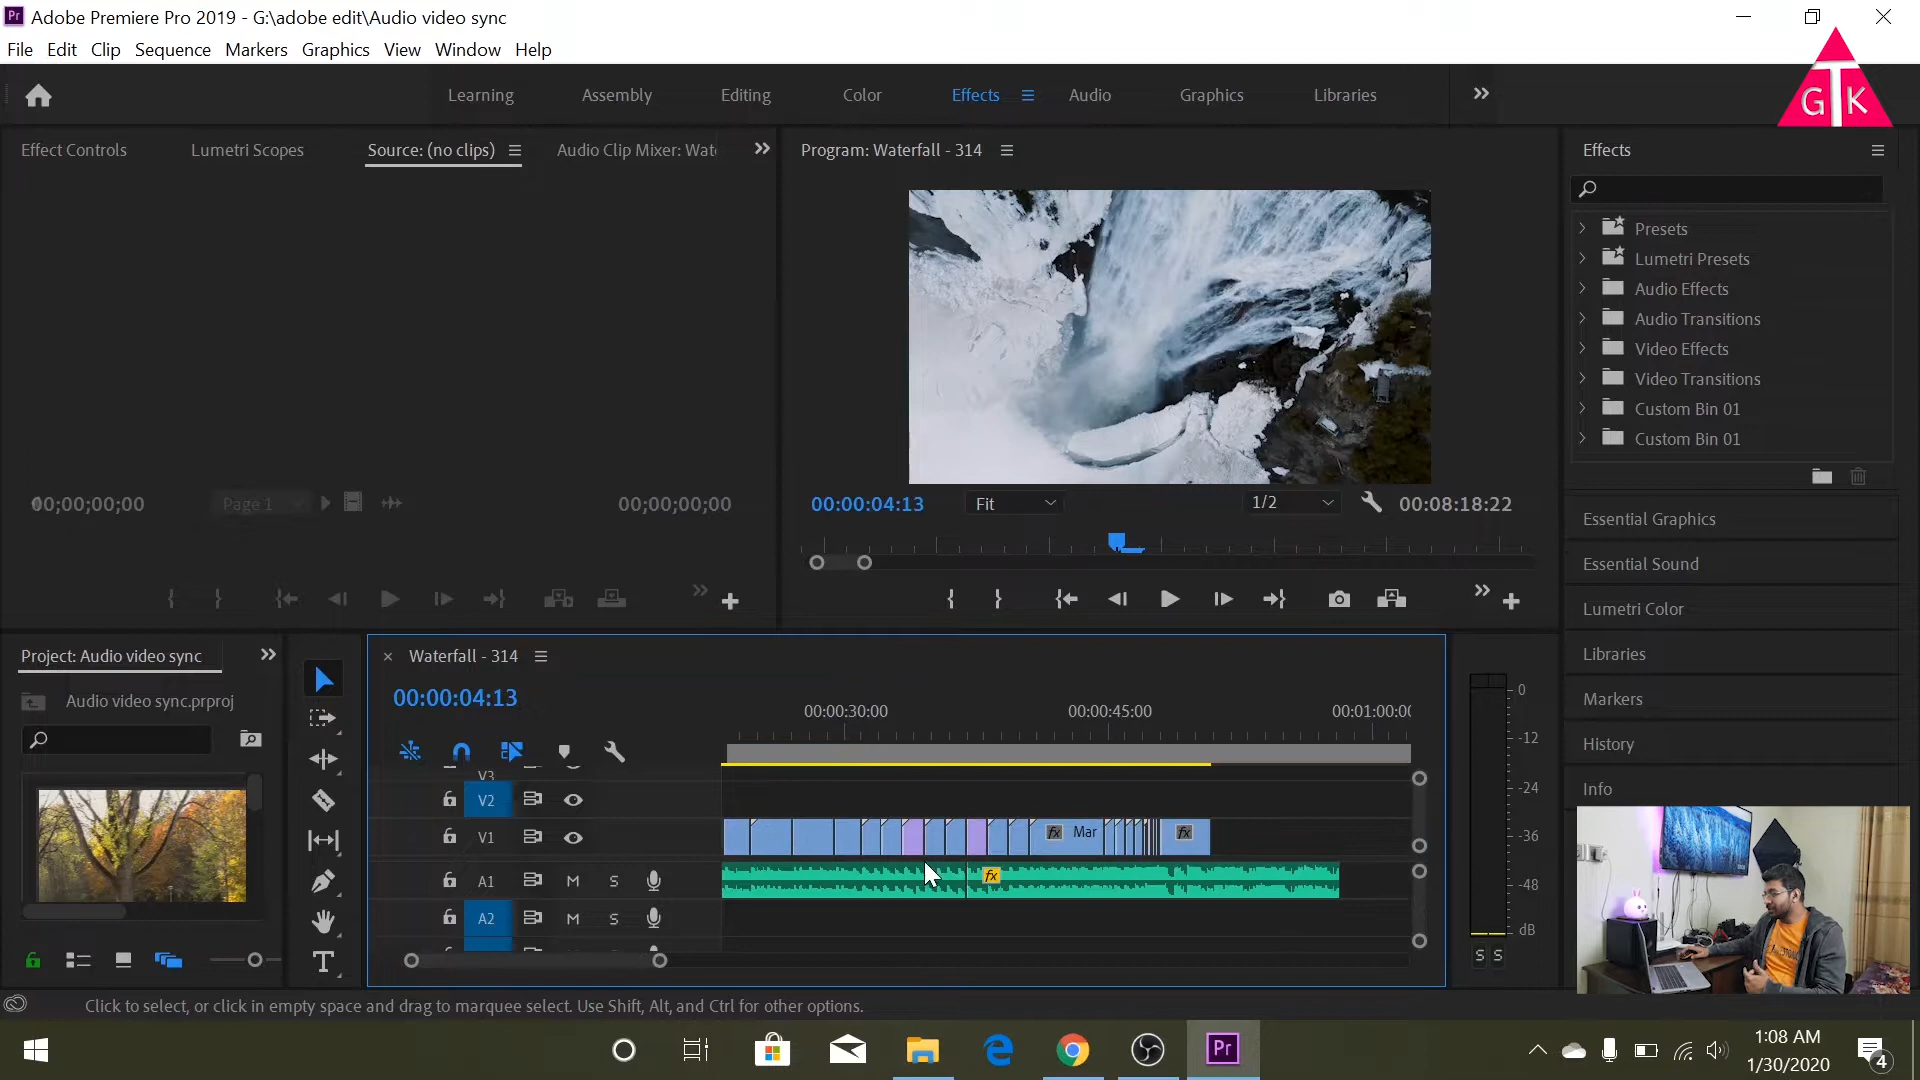 Pr Adobe Premiere Pro 2019 - G:\adobe edit\Audio video sync
File Edit Clip Sequence Markers Graphics View Window Help
Learning Assembly Editing Color Effects Audio Graphics Libraries
GTK
Effect Controls Lumetri Scopes Source: (no clips) Audio Clip Mixer: Wate
Program: Waterfall - 314
Effects
Presets
Lumetri Presets
Audio Effects
Audio Transitions
Video Effects
Video Transitions
Custom Bin 01
Custom Bin 01
00;00;00;00 Page 1 00;00;00;00
00:00:04:13 Fit 1/2 00:08:18:22
Essential Graphics
Essential Sound
Lumetri Color
Libraries
Markers
History
Info
Project: Audio video sync
Audio video sync.prproj
Waterfall - 314
00:00:04:13
00:00:30:00 00:00:45:00 00:01:00:00
V3
V2
V1
fx Mar fx
A1 M S
fx
A2 M S
T
0
-12
-24
-36
-48
dB
S S
Click to select, or click in empty space and drag to marquee select. Use Shift, Alt, and Ctrl for other options.
Pr
1:08 AM
1/30/2020
4